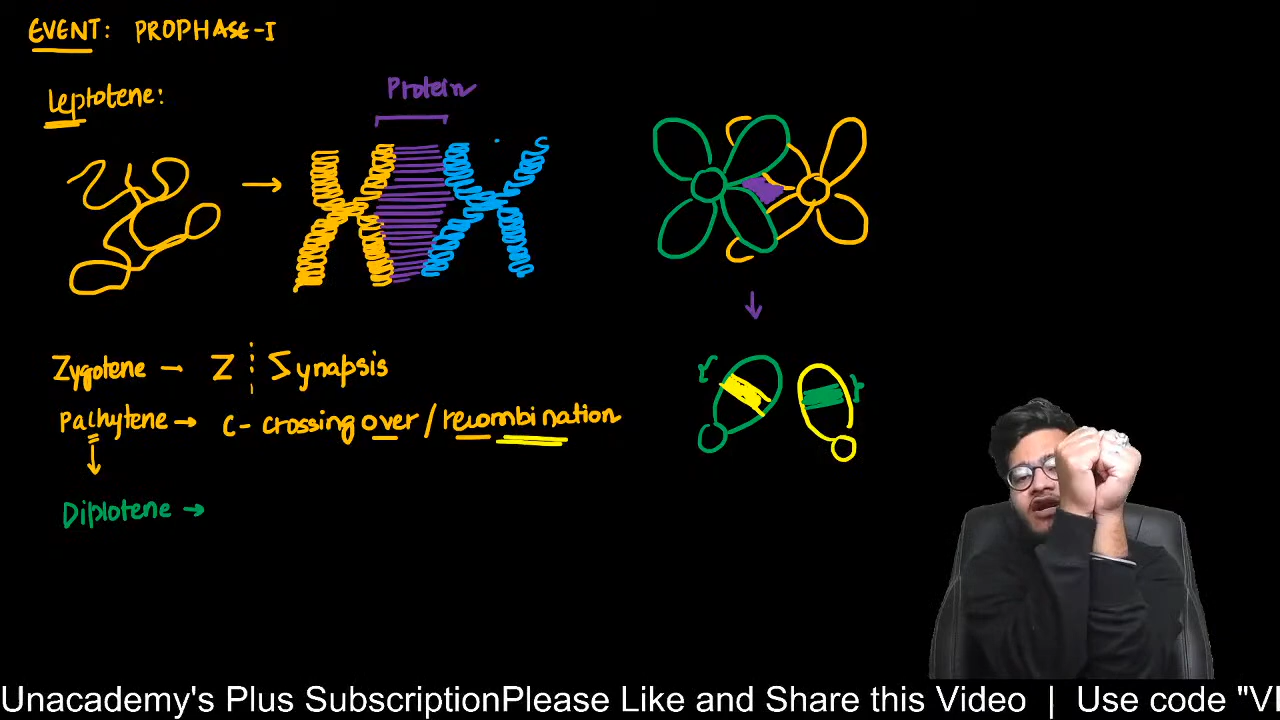 EVENT: PROPHASE-I
Leptotene:
Protein
Zygotene — Z Synapsis
Pachytene → C- crossing over / recombination
Diplotene →
Unacademy's Plus SubscriptionPlease Like and Share this Video | Use code "VI